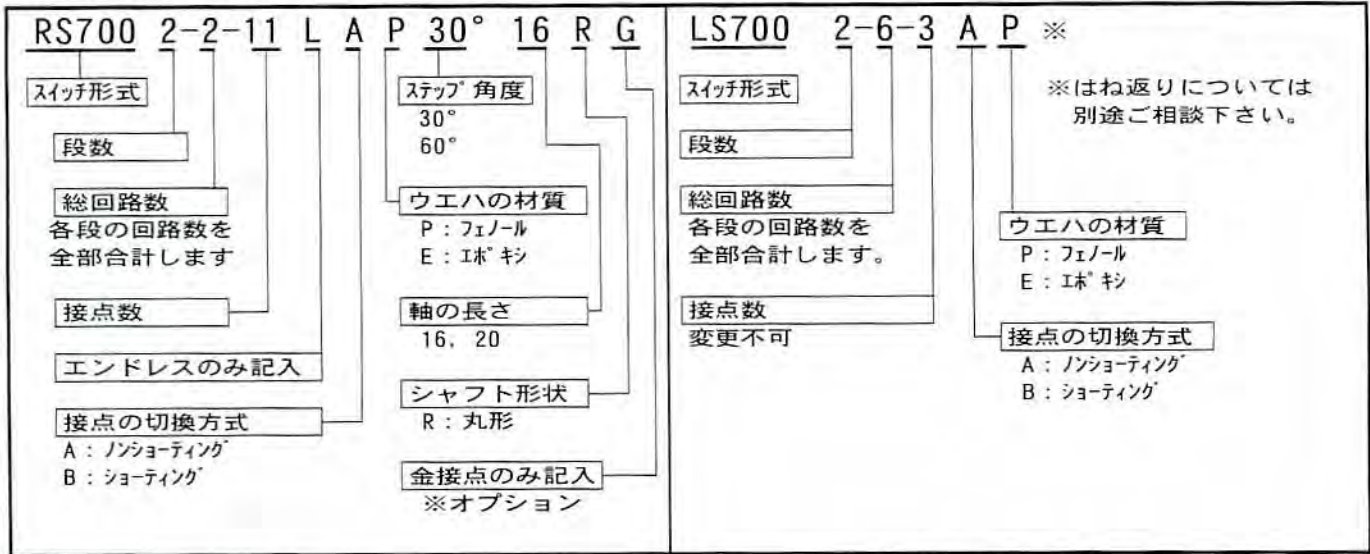 RS700 2-2-11 L A P 30° 16 R G
スイッチ形式
段数
総回路数
各段の回路数を
全部合計します
接点数
エンドレスのみ記入
接点の切換方式
A：ノンショーティング
B：ショーティング
ステップ角度
30°
60°
ウエハの材質
P：フェノール
E：エポキシ
軸の長さ
16, 20
シャフト形状
R：丸形
金接点のみ記入
※オプション
LS700 2-6-3 A P ※
スイッチ形式
段数
総回路数
各段の回路数を
全部合計します。
接点数
変更不可
※はね返りについては
別途ご相談下さい。
ウエハの材質
P：フェノール
E：エポキシ
接点の切換方式
A：ノンショーティング
B：ショーティング